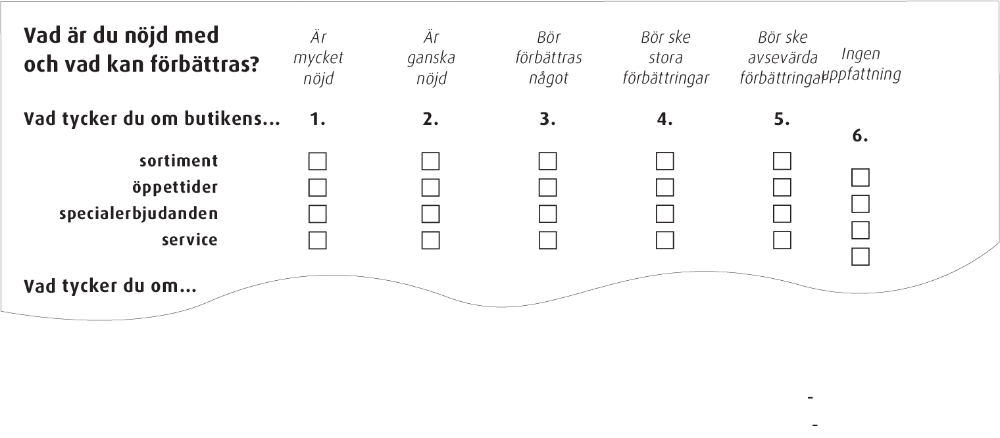 Vad är du nöjd med
och vad kan förbättras?
Är
mycket
nöjd
Är
ganska
nöjd
Bör
förbättras
något
Bör ske
stora
förbättringar
Bör ske
avsevärda
förbättringar
Ingen
uppfattning
Vad tycker du om butikens... 1. 2. 3. 4. 5.
6.
sortiment
öppettider
specialerbjudanden
service
Vad tycker du om...
-
-